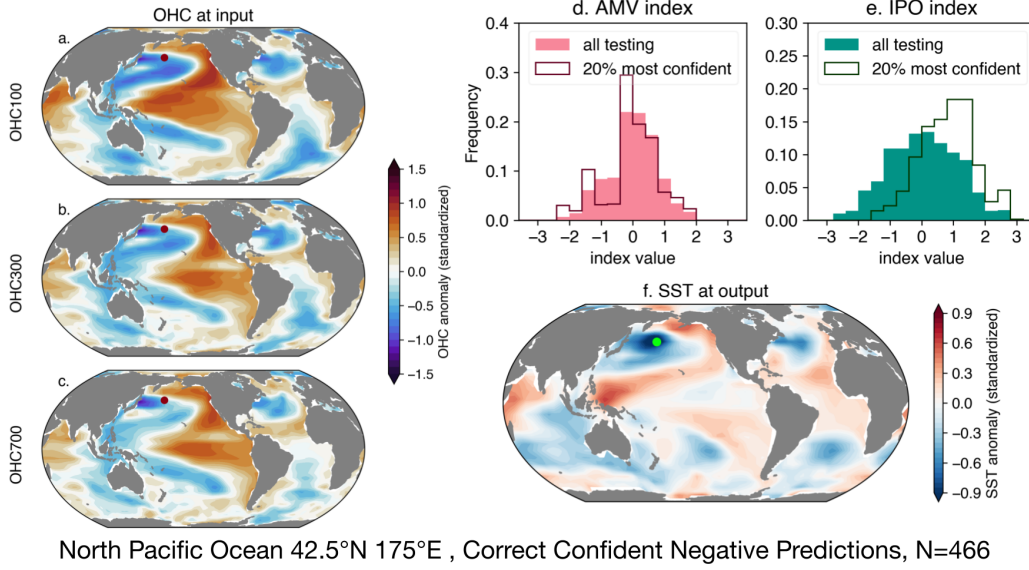 OHC at input
a.
OHC100
b.
OHC300
c.
OHC700
1.5
1.0
0.5
0.0
−0.5
−1.0
−1.5
OHC anomaly (standardized)
d. AMV index
all testing
20% most confident
Frequency
0.4
0.3
0.2
0.1
0.0
−3 −2 −1 0 1 2 3
index value
e. IPO index
all testing
20% most confident
0.30
0.25
0.20
0.15
0.10
0.05
0.00
−3 −2 −1 0 1 2 3
index value
f. SST at output
0.9
0.6
0.3
0.0
−0.3
−0.6
−0.9
SST anomaly (standardized)
North Pacific Ocean 42.5°N 175°E , Correct Confident Negative Predictions, N=466